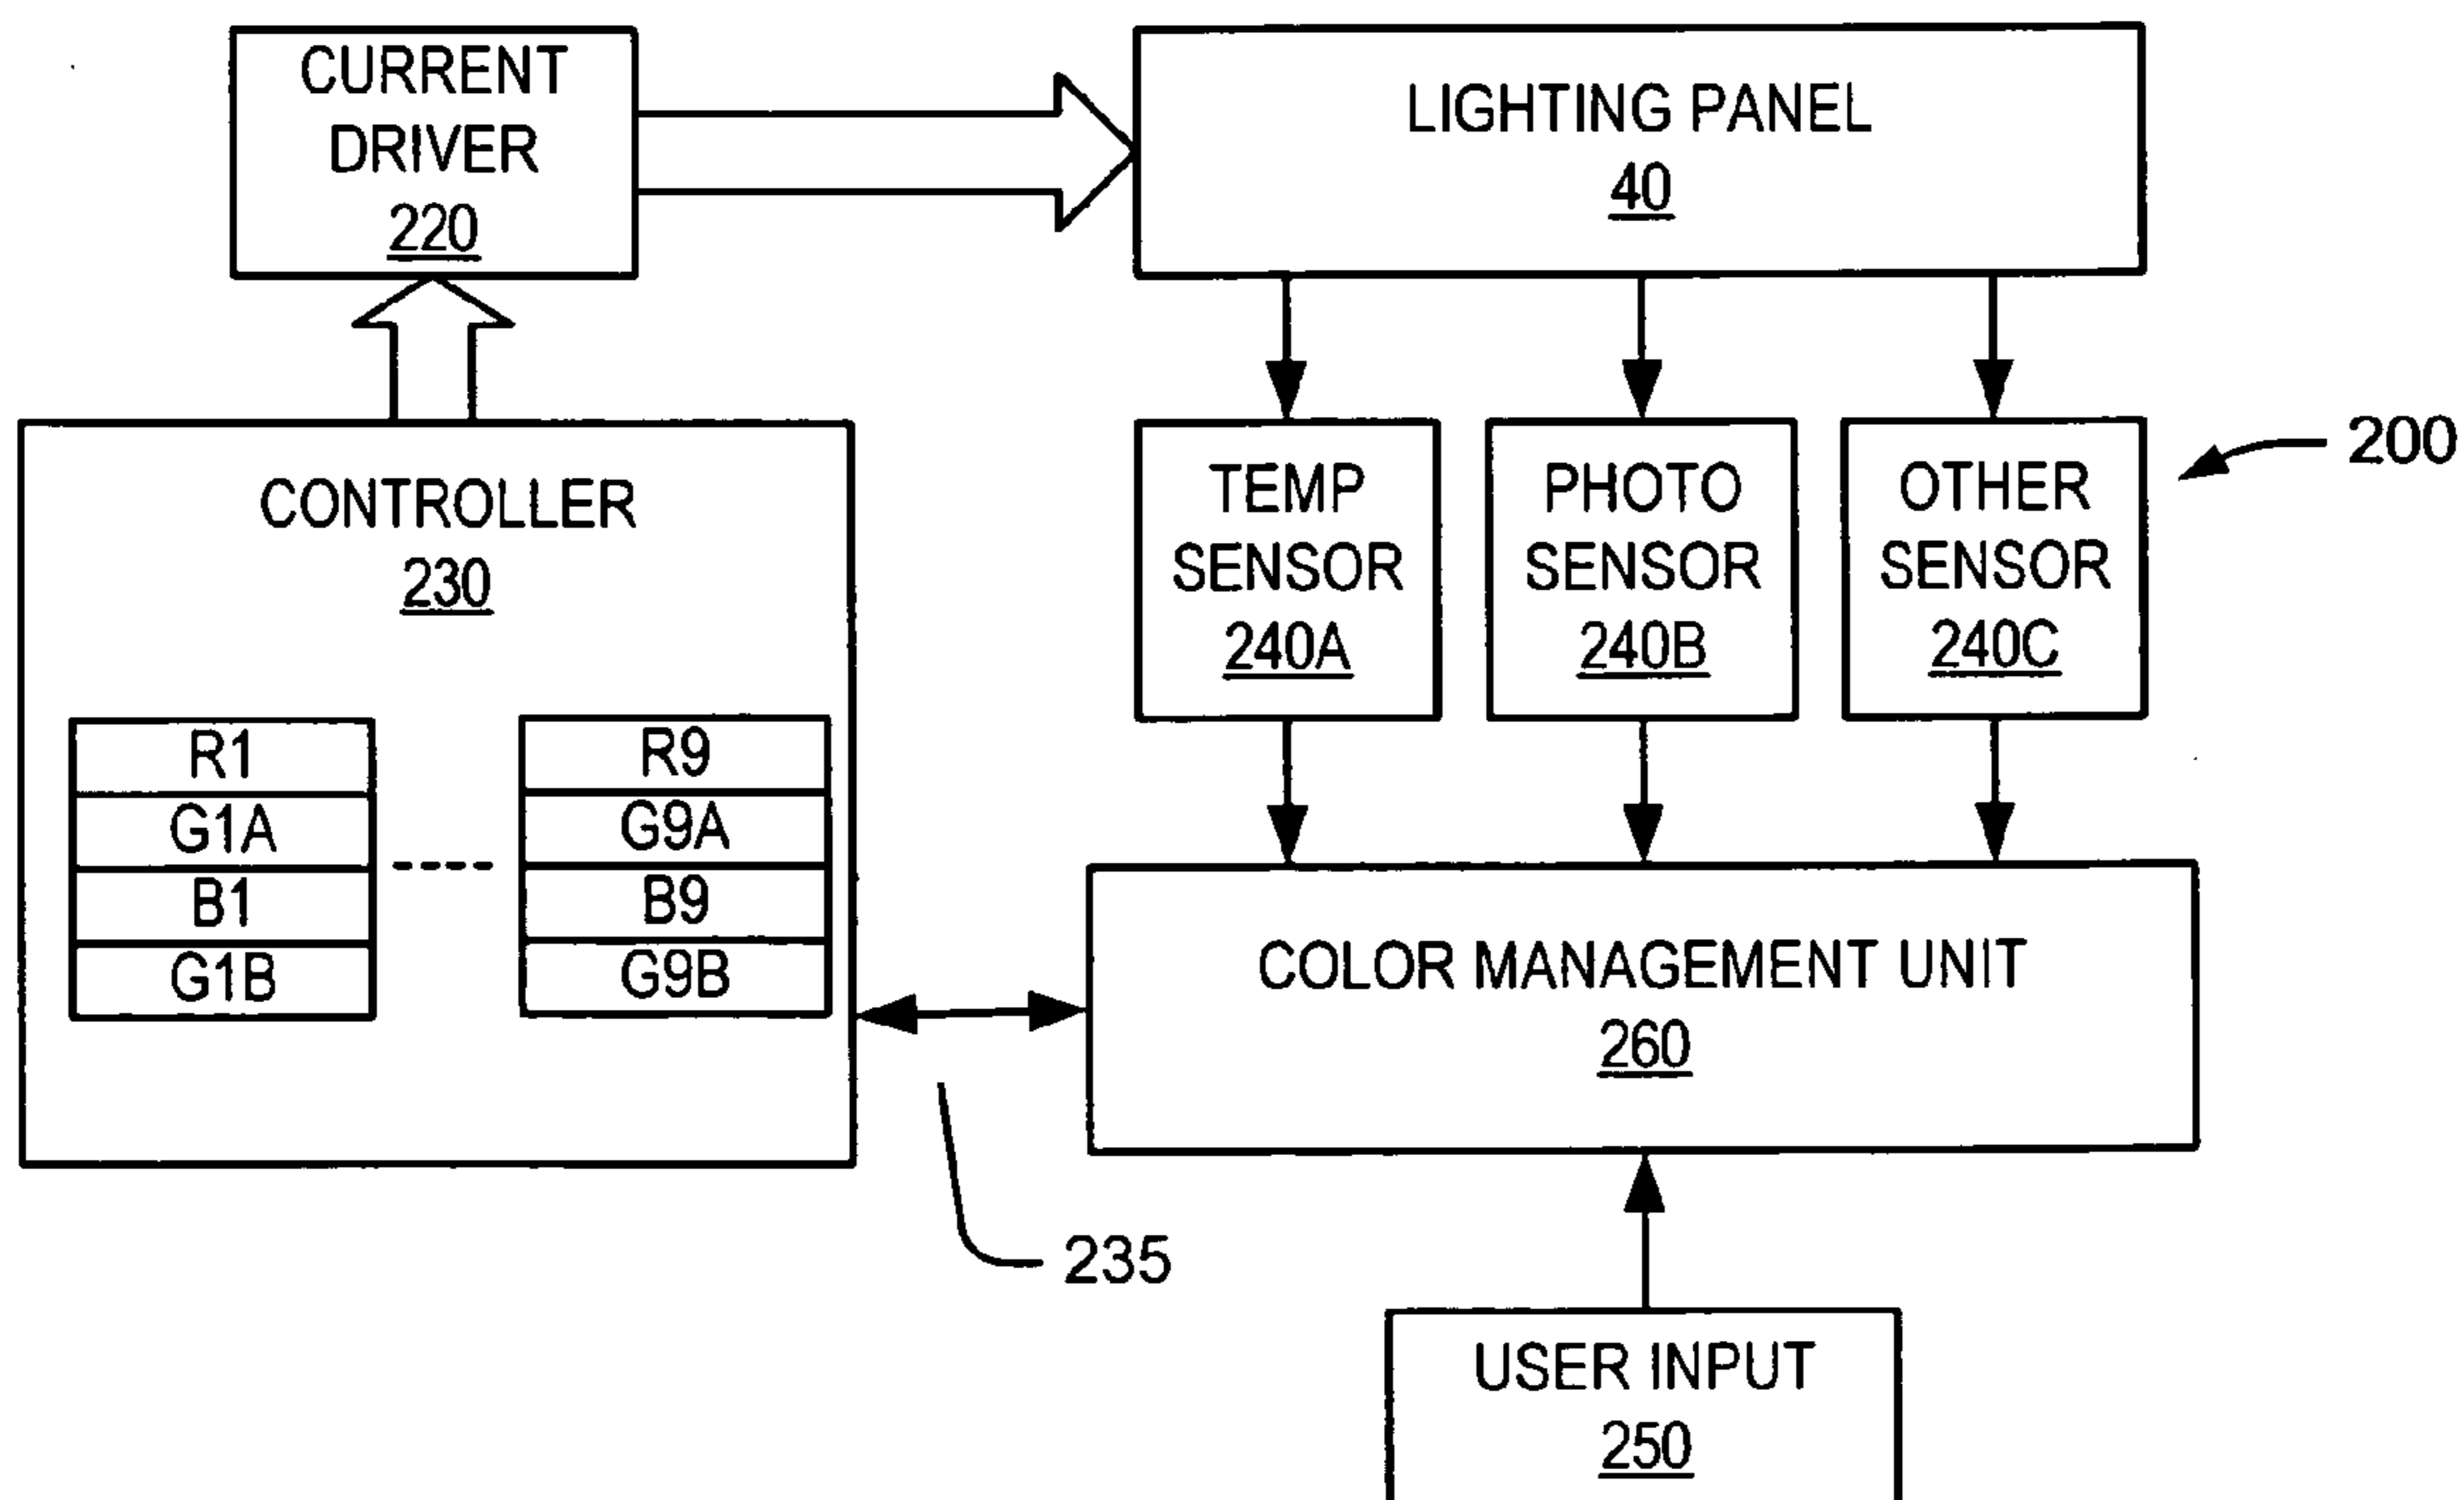 CURRENT
DRIVER
220
LIGHTING PANEL
40
CONTROLLER
230
TEMP
SENSOR
240A
PHOTO
SENSOR
240B
OTHER
SENSOR
240C
200
R1
G1A
B1
G1B
R9
G9A
B9
G9B
COLOR MANAGEMENT UNIT
260
235
USER INPUT
250